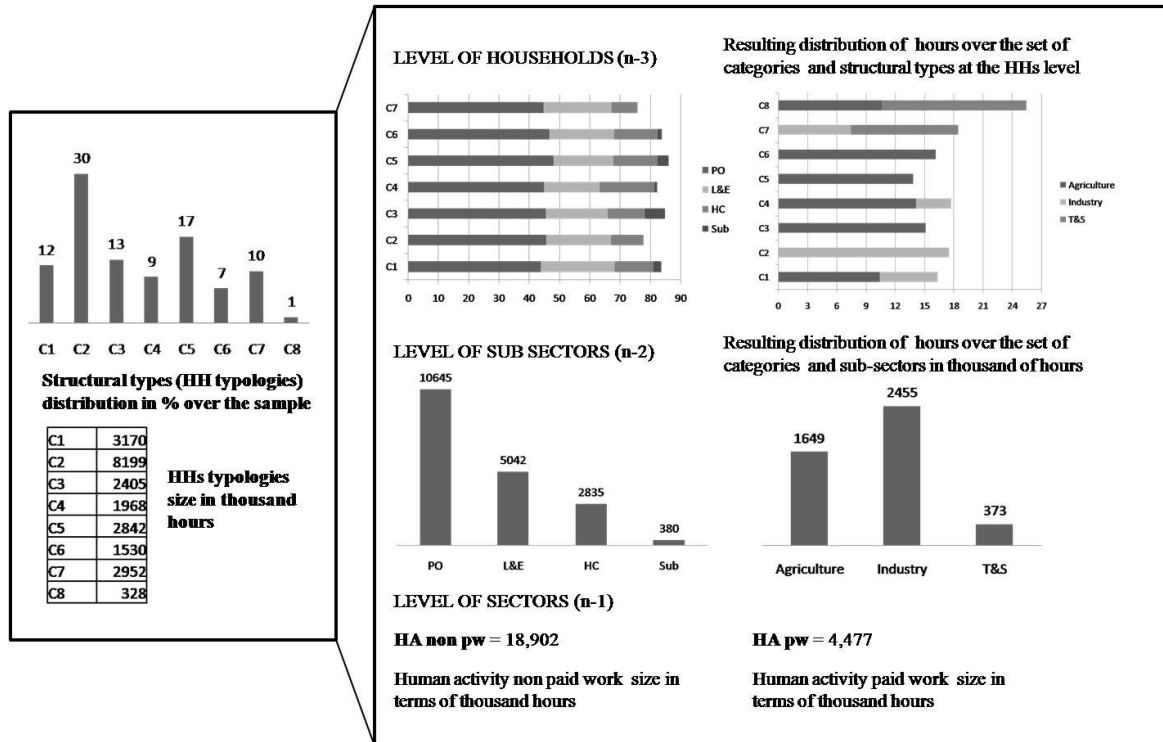 12
30
13
9
17
7
10
1
C1 C2 C3 C4 C5 C6 C7 C8
Structural types (HH typologies)
distribution in % over the sample
C1 3170
C2 8199
C3 2405
C4 1968
C5 2842
C6 1530
C7 2952
C8 328
HHs typologies
size in thousand
hours
LEVEL OF HOUSEHOLDS (n-3)
C7
C6
C5
C4
C3
C2
C1
0 10 20 30 40 50 60 70 80 90
PO
L&E
HC
Sub
Resulting distribution of hours over the set of
categories and structural types at the HHs level
C8
C7
C6
C5
C4
C3
C2
C1
0 3 6 9 12 15 18 21 24 27
Agriculture
Industry
T&S
LEVEL OF SUB SECTORS (n-2)
10645
5042
2835
380
PO L&E HC Sub
Resulting distribution of hours over the set of
categories and sub-sectors in thousand of hours
1649
2455
373
Agriculture Industry T&S
LEVEL OF SECTORS (n-1)
HA non pw = 18,902
Human activity non paid work size in
terms of thousand hours
HA pw = 4,477
Human activity paid work size in
terms of thousand hours